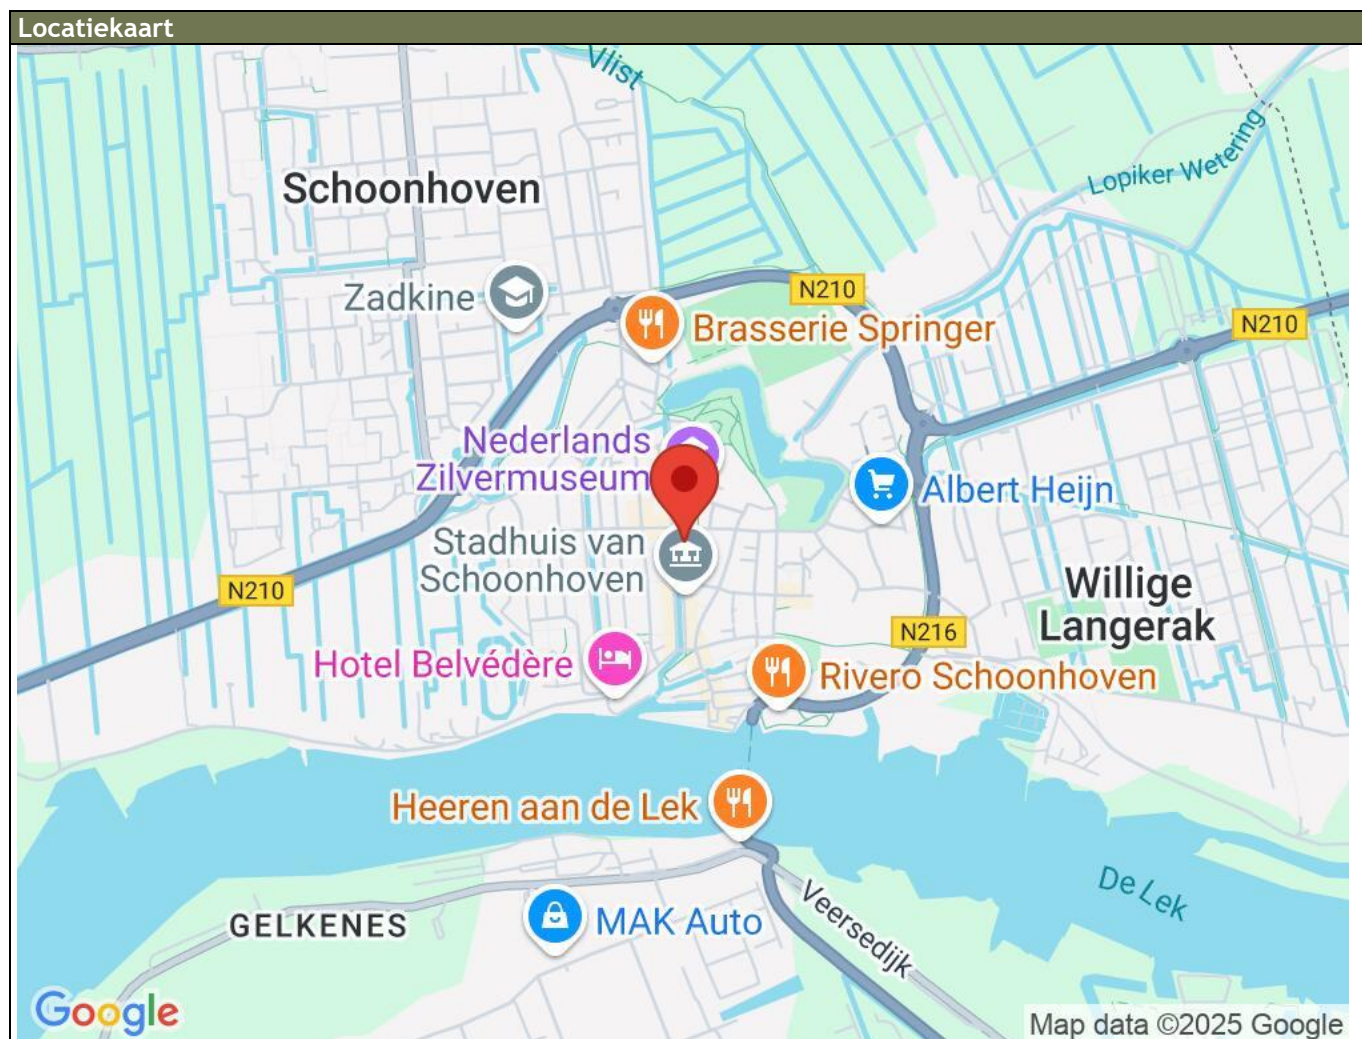 Locatiekaart
Vlist
Lopiker Wetering
Schoonhoven
Zadkine
N210
Brasserie Springer
N210
Nederlands
Zilvermuseum
Albert Heijn
Stadhuis van
Schoonhoven
N210
Willige
Langerak
N216
Hotel Belvédère
Rivero Schoonhoven
Heeren aan de Lek
De Lek
GELKENES
MAK Auto
Veersedijk
Google
Map data ©2025 Google